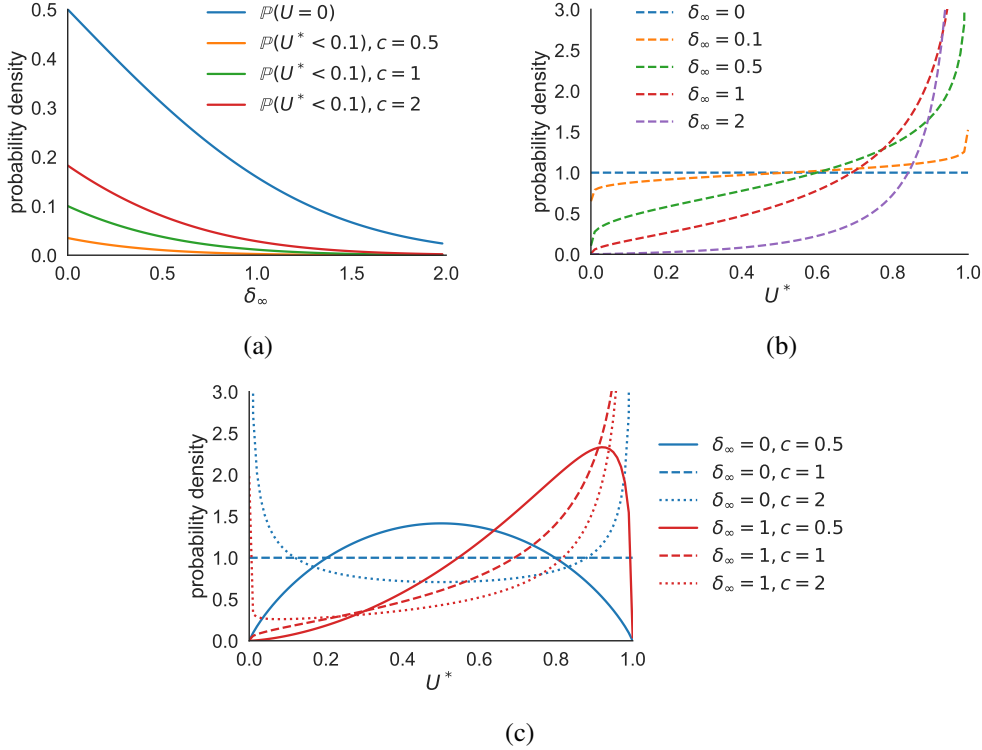 0.5
0.4
0.3
0.2
0.1
0.0
probability density
0.0 0.5 1.0 1.5 2.0
δ∞
ℙ(U = 0)
ℙ(U* < 0.1), c = 0.5
ℙ(U* < 0.1), c = 1
ℙ(U* < 0.1), c = 2
(a)
3.0
2.5
2.0
1.5
1.0
0.5
0.0
probability density
0.0 0.2 0.4 0.6 0.8 1.0
U*
δ∞ = 0
δ∞ = 0.1
δ∞ = 0.5
δ∞ = 1
δ∞ = 2
(b)
3.0
2.5
2.0
1.5
1.0
0.5
0.0
probability density
0.0 0.2 0.4 0.6 0.8 1.0
U*
δ∞ = 0, c = 0.5
δ∞ = 0, c = 1
δ∞ = 0, c = 2
δ∞ = 1, c = 0.5
δ∞ = 1, c = 1
δ∞ = 1, c = 2
(c)